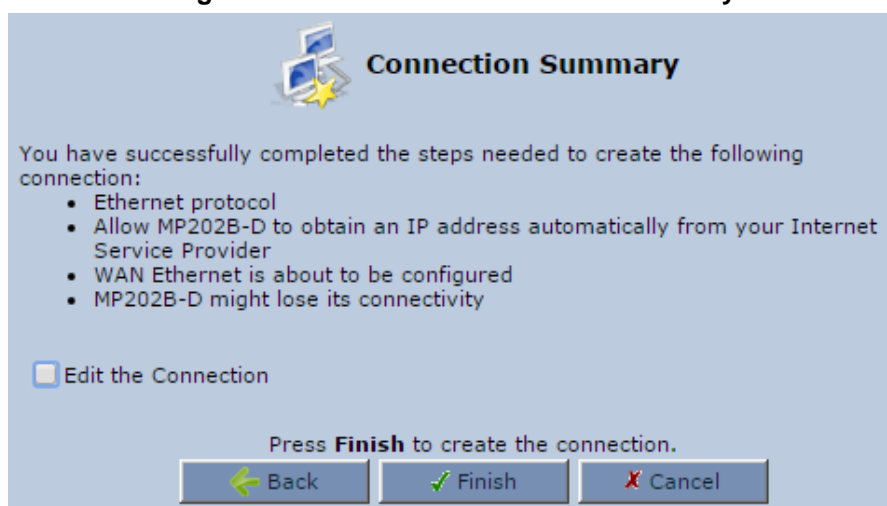 Connection Summary
You have successfully completed the steps needed to create the following
connection:
• Ethernet protocol
• Allow MP202B-D to obtain an IP address automatically from your Internet
Service Provider
• WAN Ethernet is about to be configured
• MP202B-D might lose its connectivity
Edit the Connection
Press Finish to create the connection.
Back
Finish
Cancel